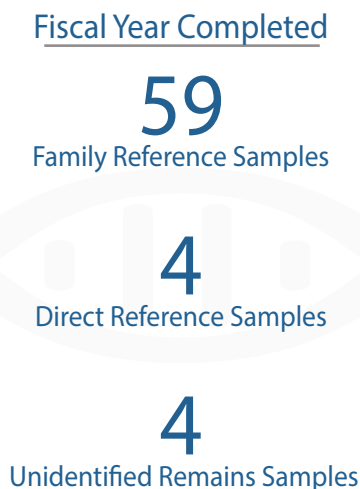 Fiscal Year Completed
59
Family Reference Samples
4
Direct Reference Samples
4
Unidentified Remains Samples